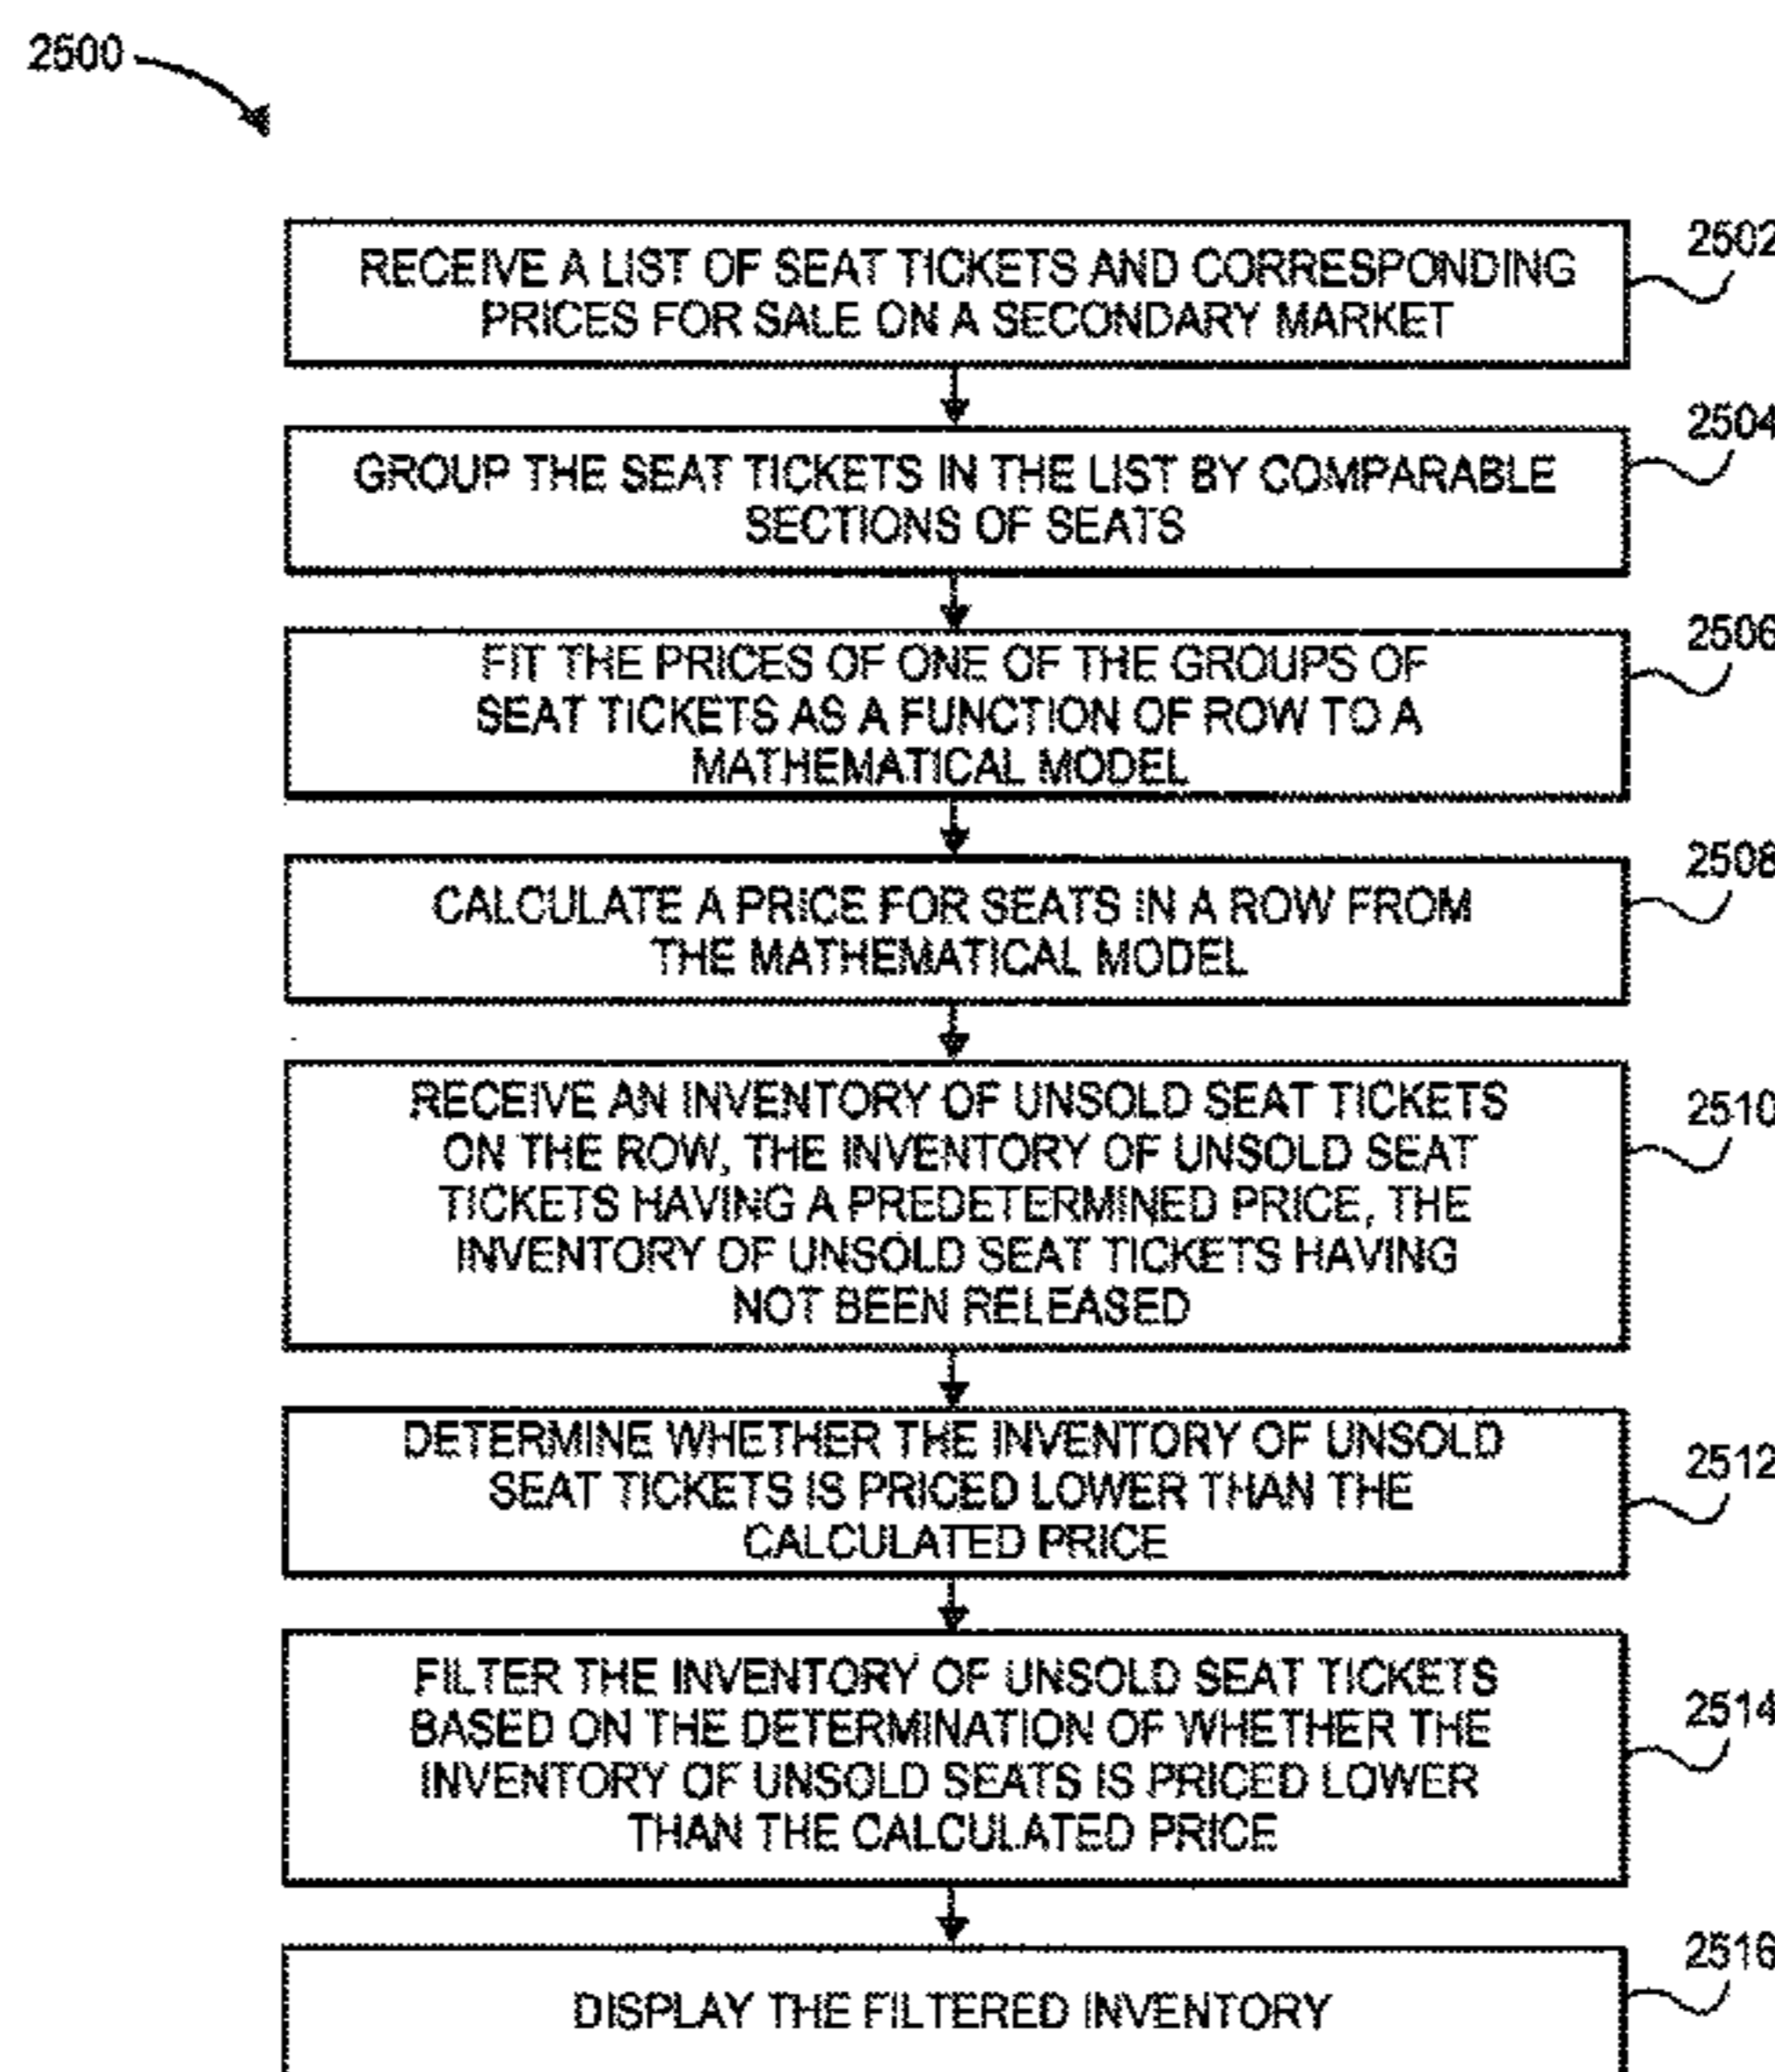 2500
2502
RECEIVE A LIST OF SEAT TICKETS AND CORRESPONDING
PRICES FOR SALE ON A SECONDARY MARKET
2504
GROUP THE SEAT TICKETS IN THE LIST BY COMPARABLE
SECTIONS OF SEATS
2506
FIT THE PRICES OF ONE OF THE GROUPS OF
SEAT TICKETS AS A FUNCTION OF ROW TO A
MATHEMATICAL MODEL
2508
CALCULATE A PRICE FOR SEATS IN A ROW FROM
THE MATHEMATICAL MODEL
2510
RECEIVE AN INVENTORY OF UNSOLD SEAT TICKETS
ON THE ROW, THE INVENTORY OF UNSOLD SEAT
TICKETS HAVING A PREDETERMINED PRICE, THE
INVENTORY OF UNSOLD SEAT TICKETS HAVING
NOT BEEN RELEASED
2512
DETERMINE WHETHER THE INVENTORY OF UNSOLD
SEAT TICKETS IS PRICED LOWER THAN THE
CALCULATED PRICE
2514
FILTER THE INVENTORY OF UNSOLD SEAT TICKETS
BASED ON THE DETERMINATION OF WHETHER THE
INVENTORY OF UNSOLD SEATS IS PRICED LOWER
THAN THE CALCULATED PRICE
2516
DISPLAY THE FILTERED INVENTORY